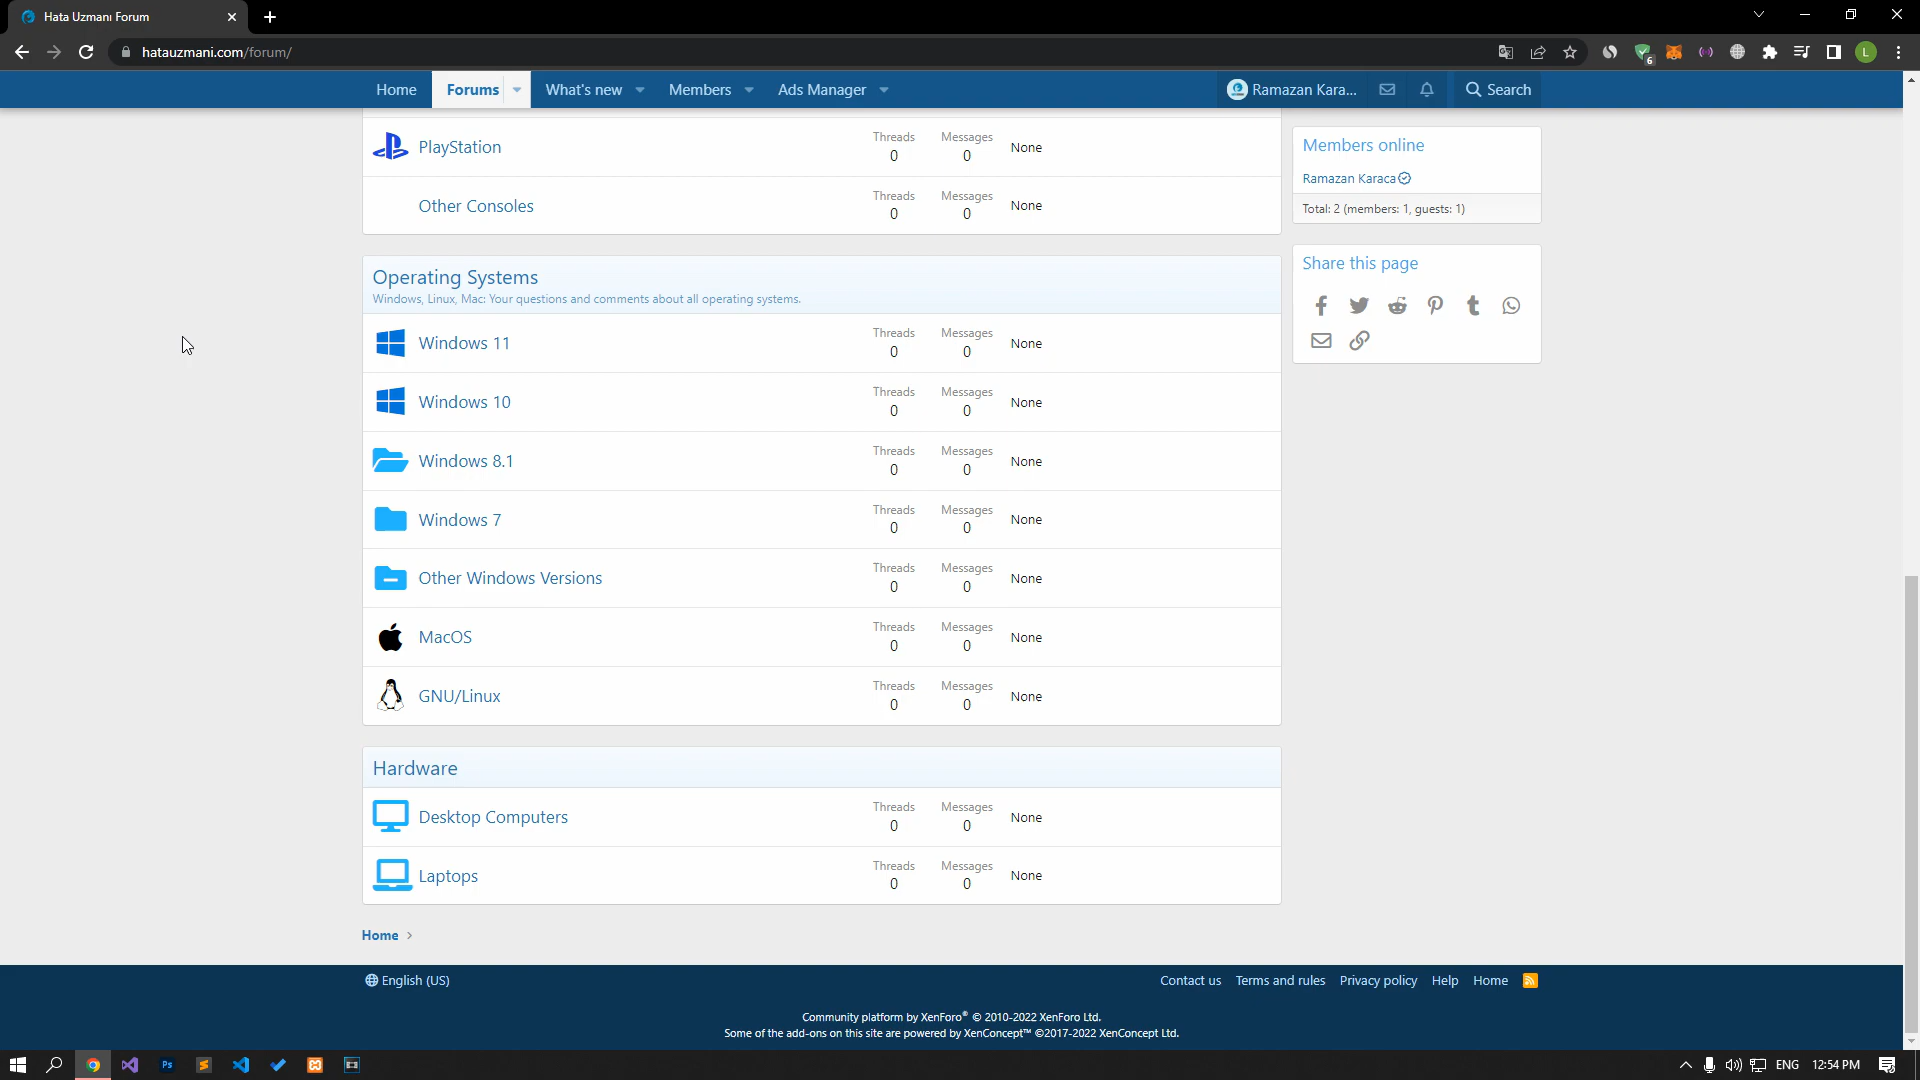 Hata Uzmanı Forum
hatauzmani.com/forum/
6
L
Home
Forums
What's new
Members
Ads Manager
Ramazan Kara...
Search
PlayStation
Threads
0
Messages
0
None
Other Consoles
Threads
0
Messages
0
None
Operating Systems
Windows, Linux, Mac: Your questions and comments about all operating systems.
Windows 11
Threads
0
Messages
0
None
Windows 10
Threads
0
Messages
0
None
Windows 8.1
Threads
0
Messages
0
None
Windows 7
Threads
0
Messages
0
None
Other Windows Versions
Threads
0
Messages
0
None
MacOS
Threads
0
Messages
0
None
GNU/Linux
Threads
0
Messages
0
None
Hardware
Desktop Computers
Threads
0
Messages
0
None
Laptops
Threads
0
Messages
0
None
Home
Members online
Ramazan Karaca
Total: 2 (members: 1, guests: 1)
Share this page
English (US)
Contact us
Terms and rules
Privacy policy
Help
Home
Community platform by XenForo® © 2010-2022 XenForo Ltd.
Some of the add-ons on this site are powered by XenConcept™ ©2017-2022 XenConcept Ltd.
Ps
ENG
12:54 PM